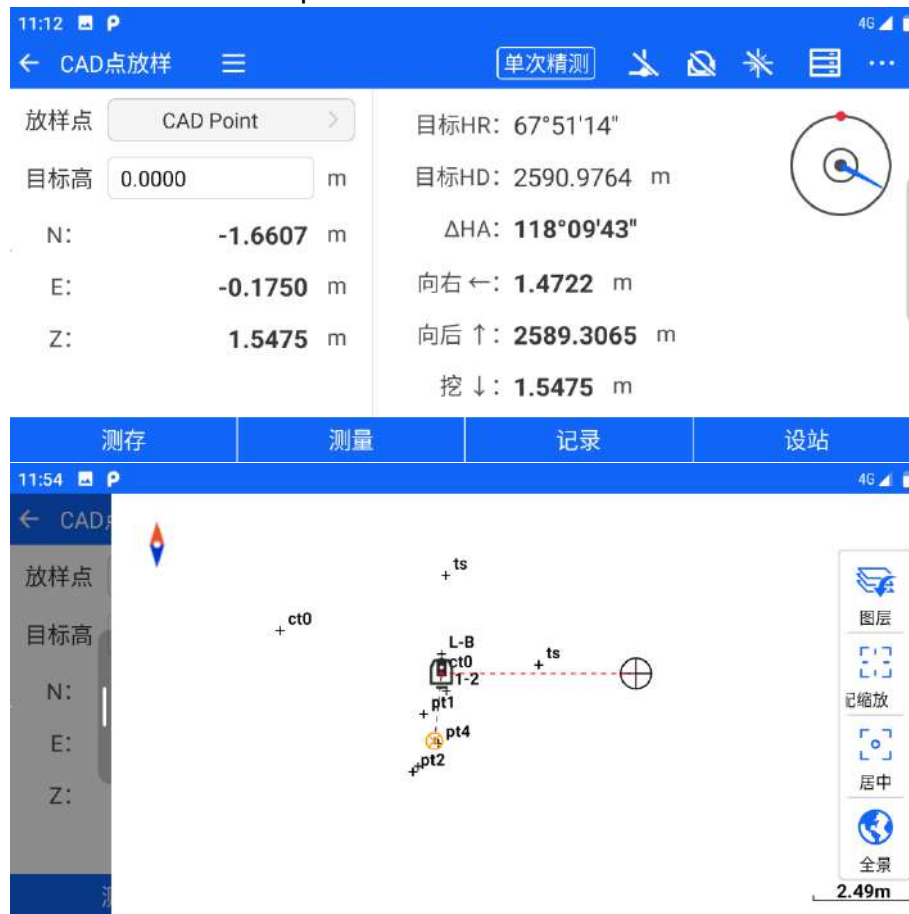 11:12 4G
CAD点放样 单次精测 ...
放样点 CAD Point 目标HR: 67°51'14"
目标高 0.0000 m 目标HD: 2590.9764 m
N: -1.6607 m ΔHA: 118°09'43"
E: -0.1750 m 向右←: 1.4722 m
Z: 1.5475 m 向后↑: 2589.3065 m
挖↓: 1.5475 m
测存 测量 记录 设站
11:54 4G
CAD
放样点
目标高
N:
E:
Z:
ts
ct0
L-B
ct0
ts
1-2
pt1
pt4
pt2
图层
缩放
居中
全景
2.49m